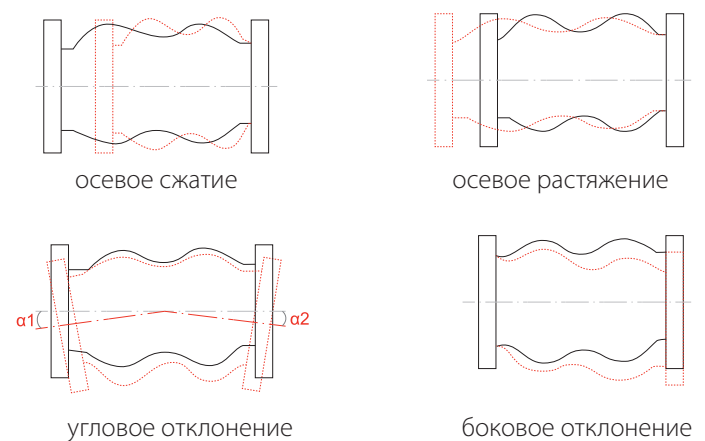 осевое сжатие
осевое растяжение
α1
α2
угловое отклонение
боковое отклонение